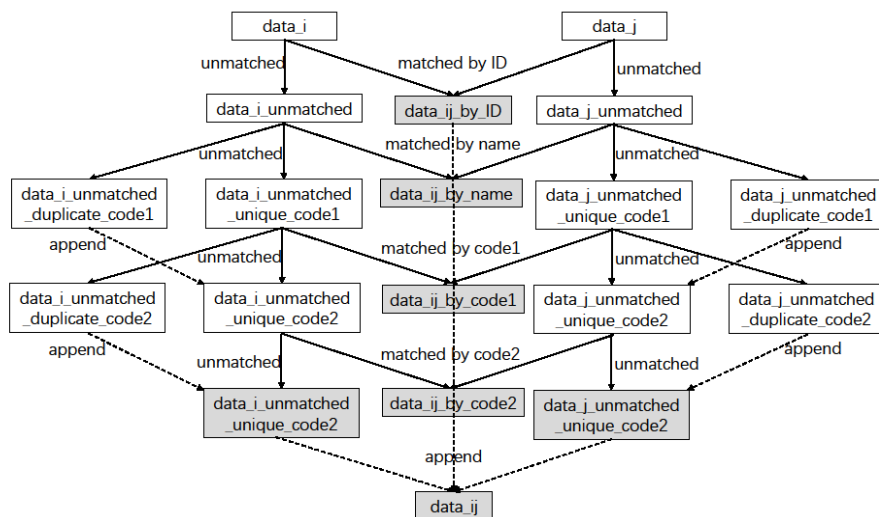 data_i
data_j
unmatched
matched by ID
unmatched
data_i_unmatched
data_ij_by_ID
data_j_unmatched
unmatched
matched by name
unmatched
data_i_unmatched
_duplicate_code1
data_i_unmatched
_unique_code1
data_ij_by_name
data_j_unmatched
_unique_code1
data_j_unmatched
_duplicate_code1
append
unmatched
matched by code1
unmatched
append
data_i_unmatched
_duplicate_code2
data_i_unmatched
_unique_code2
data_ij_by_code1
data_j_unmatched
_unique_code2
data_j_unmatched
_duplicate_code2
append
unmatched
matched by code2
unmatched
append
data_i_unmatched
_unique_code2
data_ij_by_code2
data_j_unmatched
_unique_code2
append
data_ij